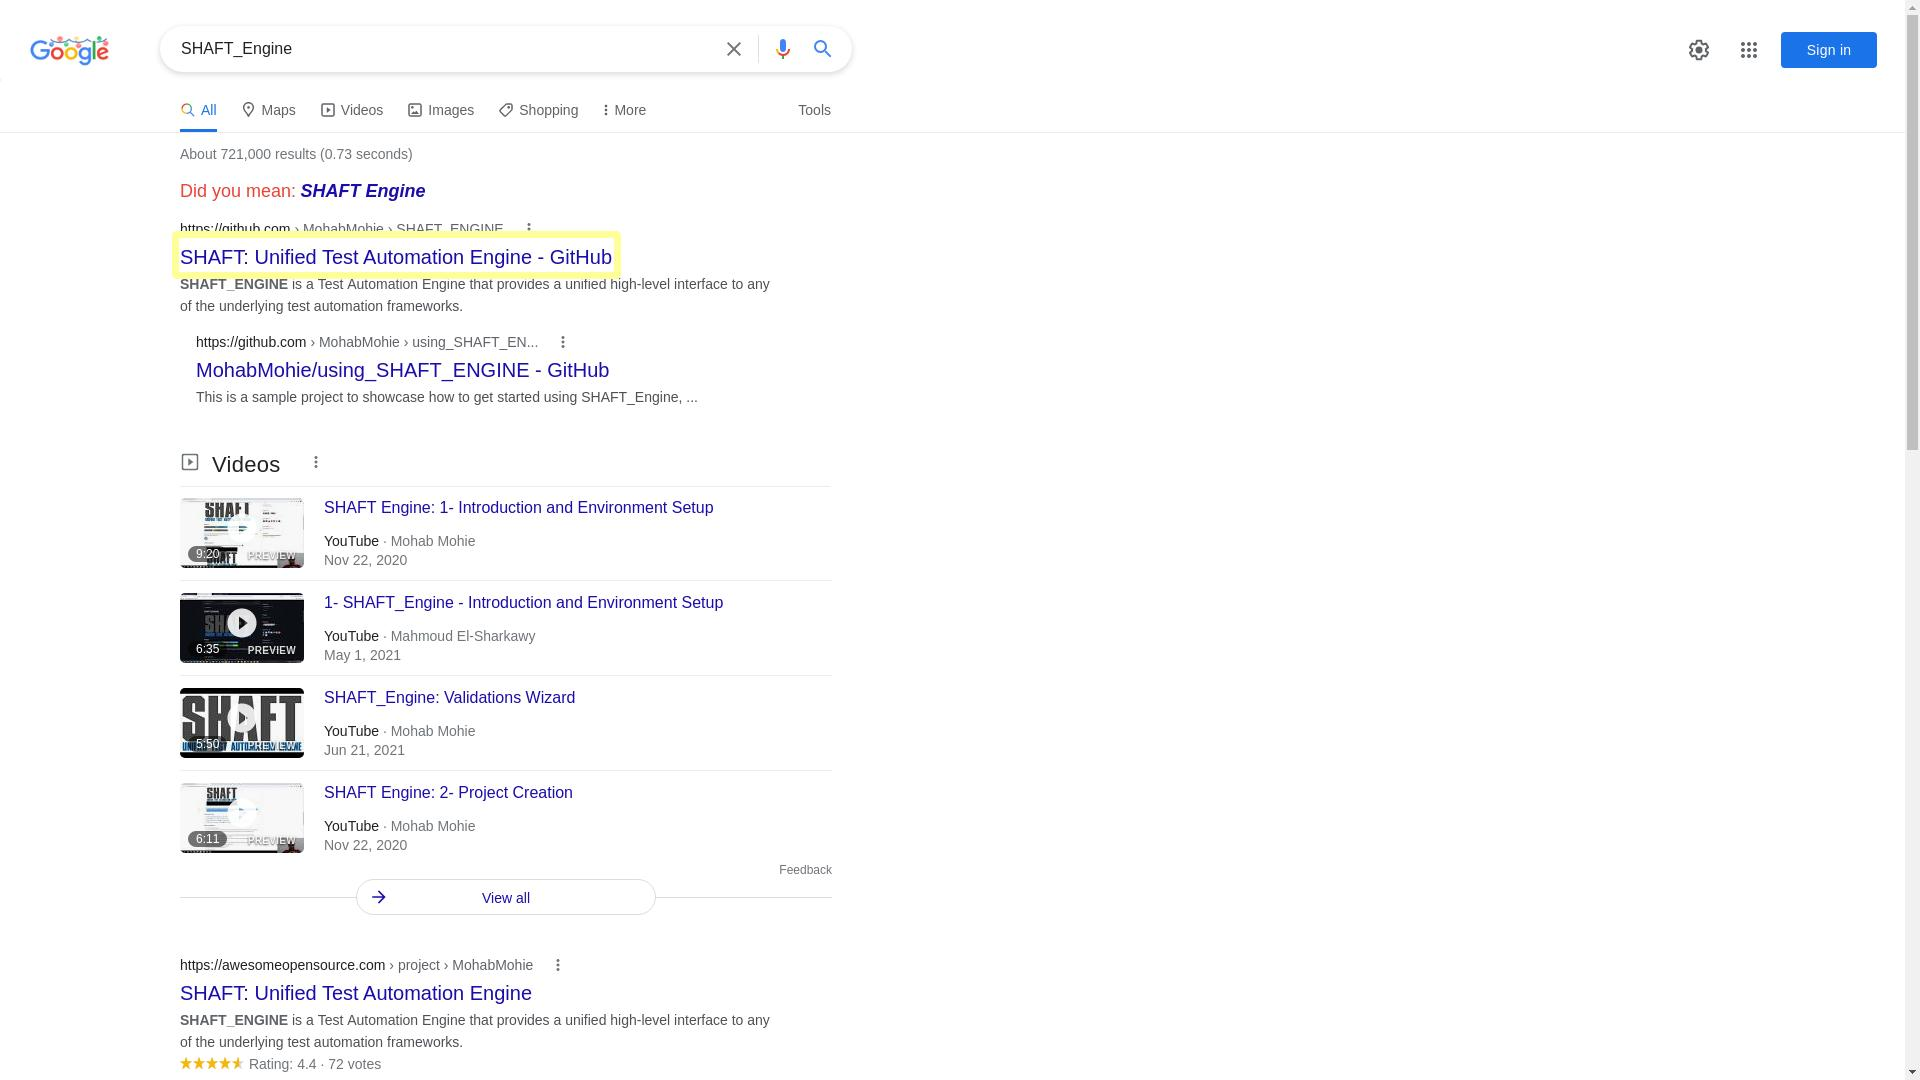 Google
SHAFT_Engine
Sign in
All
Maps
Videos
Images
Shopping
More
Tools
About 721,000 results (0.73 seconds)
Did you mean: SHAFT Engine
https://github.com › MohabMohie › SHAFT_ENGINE
SHAFT: Unified Test Automation Engine - GitHub
SHAFT_ENGINE is a Test Automation Engine that provides a unified high-level interface to any
of the underlying test automation frameworks.
https://github.com › MohabMohie › using_SHAFT_EN...
MohabMohie/using_SHAFT_ENGINE - GitHub
This is a sample project to showcase how to get started using SHAFT_Engine, ...
Videos
SHAFT
9:20
PREVIEW
SHAFT Engine: 1- Introduction and Environment Setup
YouTube · Mohab Mohie
Nov 22, 2020
6:35
PREVIEW
1- SHAFT_Engine - Introduction and Environment Setup
YouTube · Mahmoud El-Sharkawy
May 1, 2021
SHAFT
5:50
PREVIEW
SHAFT_Engine: Validations Wizard
YouTube · Mohab Mohie
Jun 21, 2021
SHAFT
6:11
PREVIEW
SHAFT Engine: 2- Project Creation
YouTube · Mohab Mohie
Nov 22, 2020
Feedback
View all
https://awesomeopensource.com › project › MohabMohie
SHAFT: Unified Test Automation Engine
SHAFT_ENGINE is a Test Automation Engine that provides a unified high-level interface to any
of the underlying test automation frameworks.
Rating: 4.4 · 72 votes